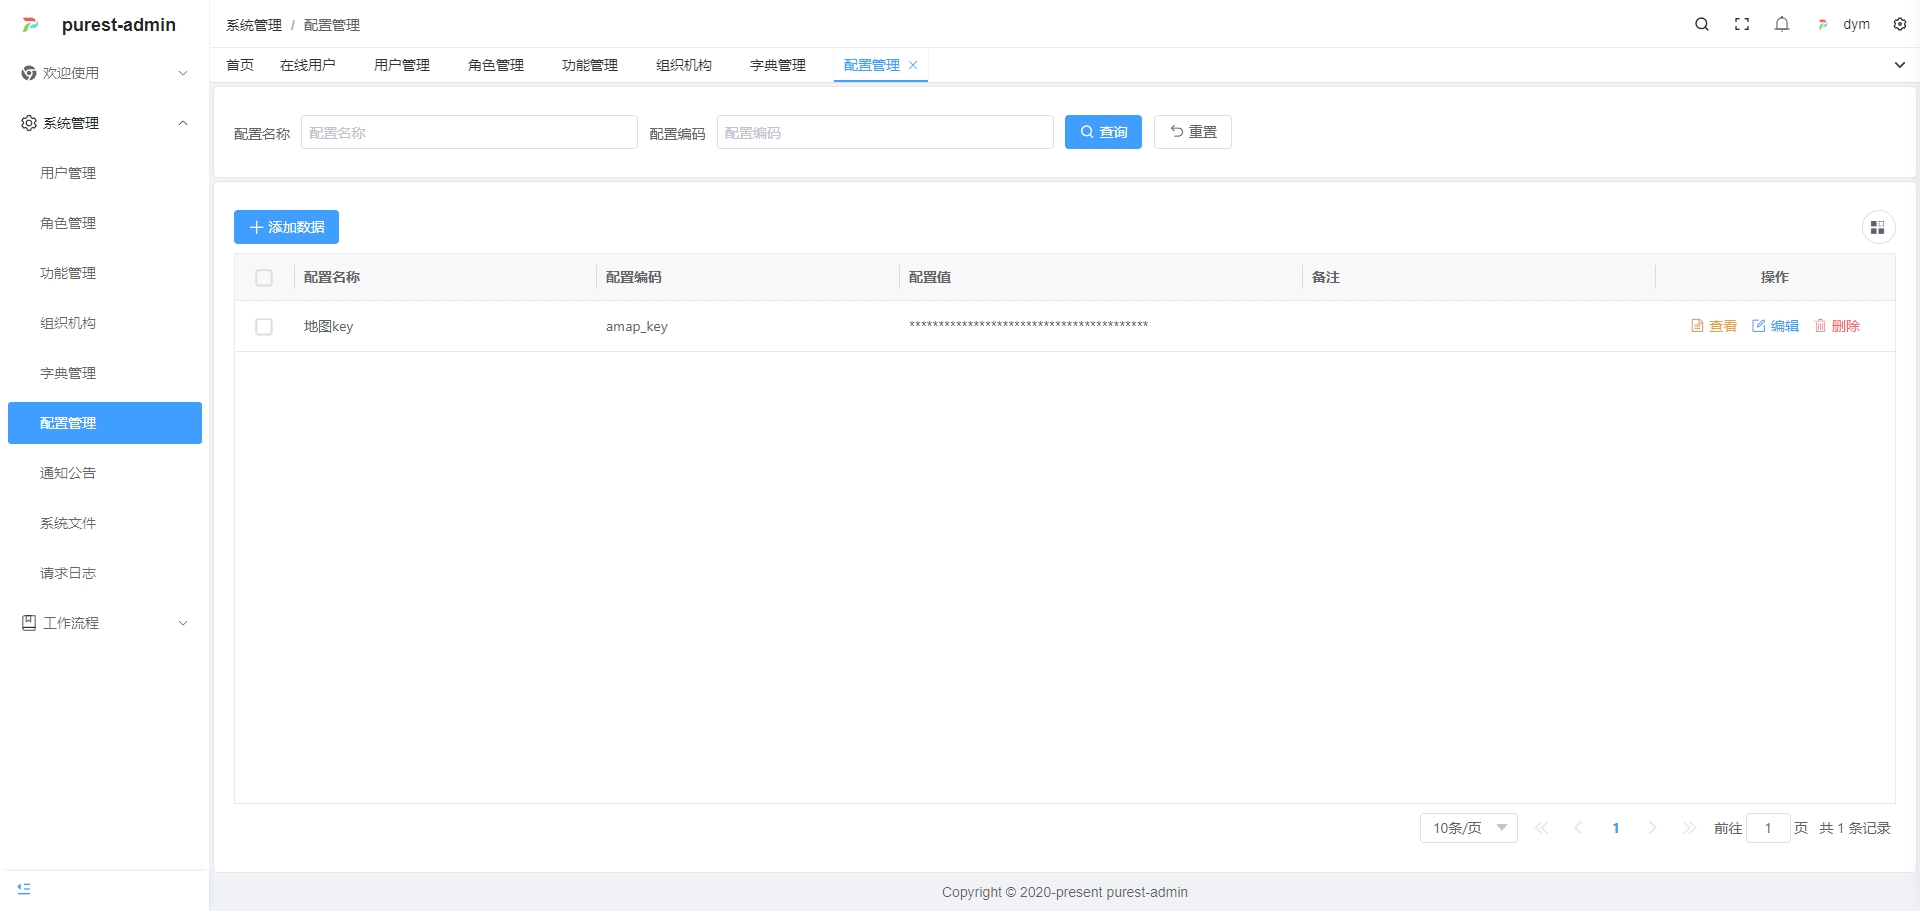 purest-admin
系统管理 / 配置管理
dym
欢迎使用
系统管理
用户管理
角色管理
功能管理
组织机构
字典管理
配置管理
通知公告
系统文件
请求日志
工作流程
首页 在线用户 用户管理 角色管理 功能管理 组织机构 字典管理 配置管理
配置名称 配置名称 配置编码 配置编码 查询 重置
添加数据
配置名称 配置编码 配置值 备注 操作
地图key amap_key ***************************************** 查看 编辑 删除
10条/页 1 前往 1 页 共 1 条记录
Copyright © 2020-present purest-admin